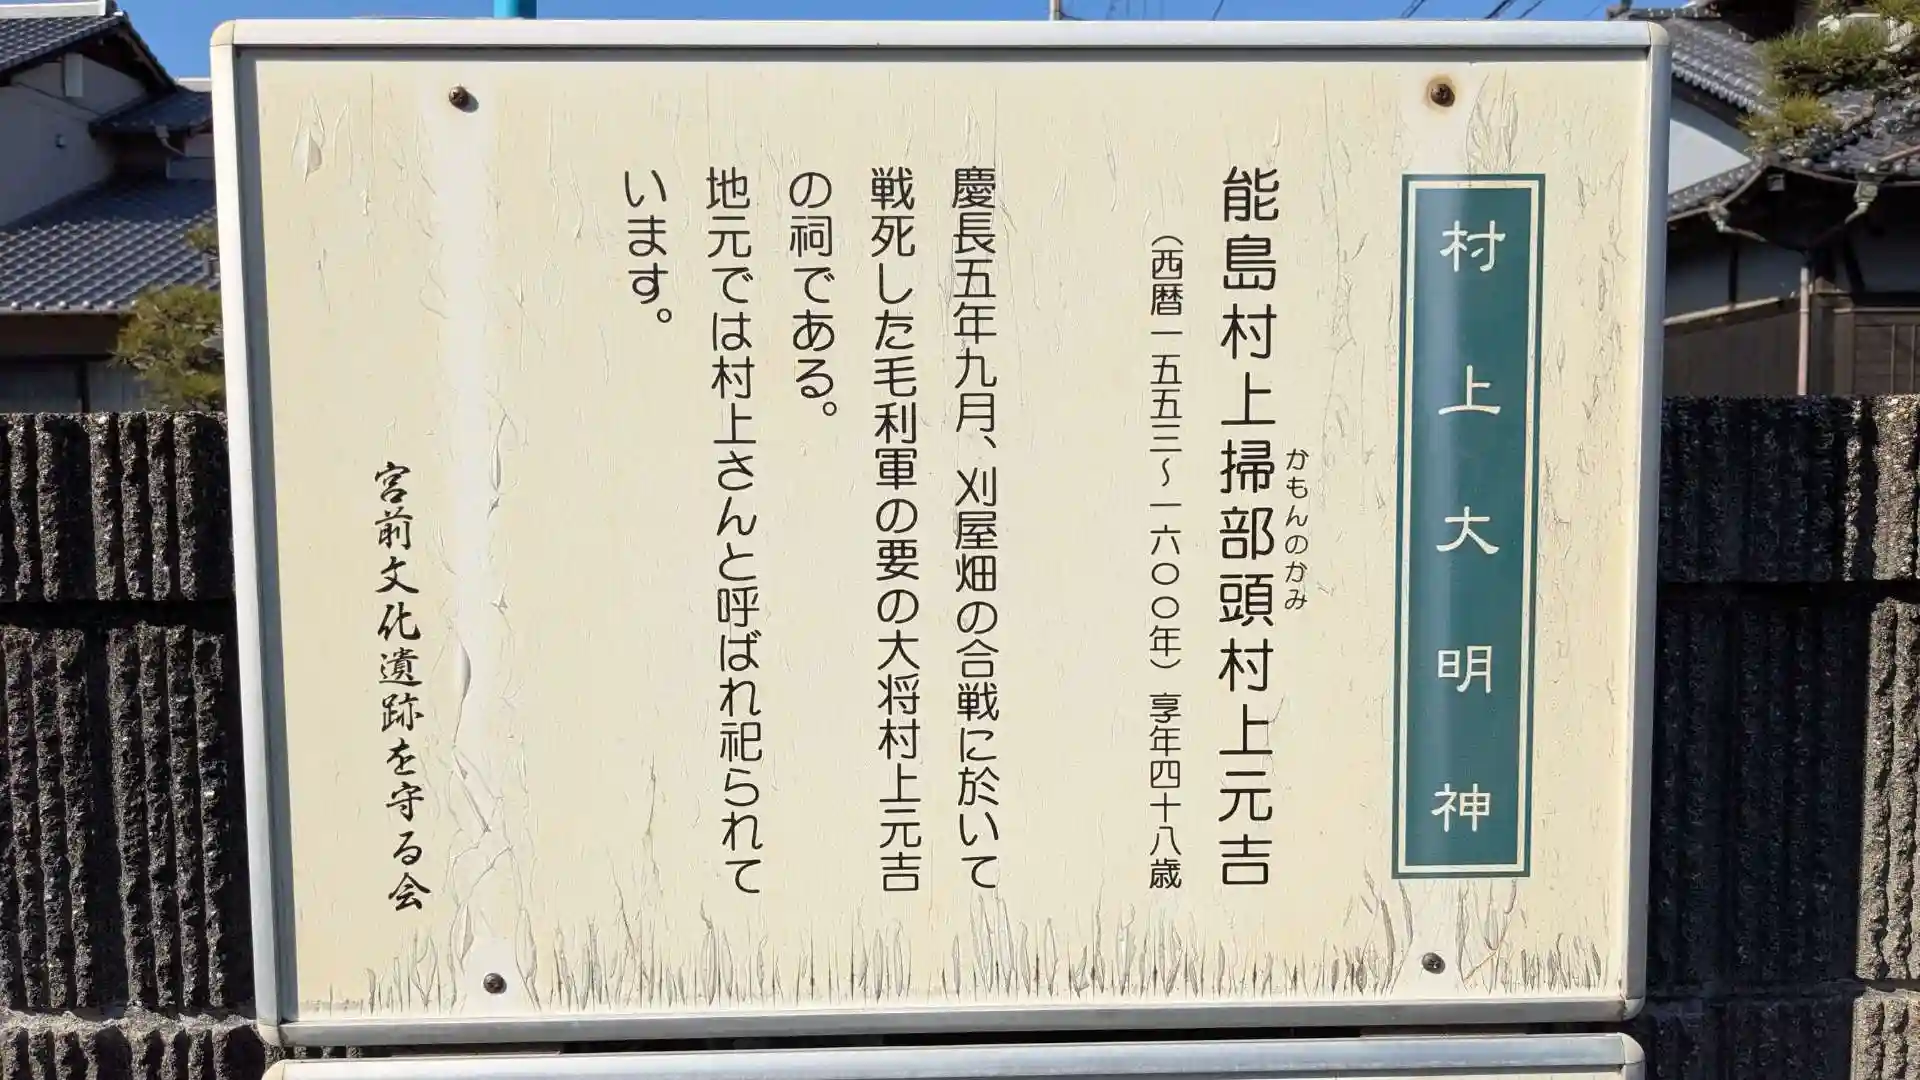 村上大明神
能島村上掃部頭村上元吉
かもんのかみ
（西暦一五五三～一六〇〇年）享年四十八歳
慶長五年九月、刈屋畑の合戦に於いて
戦死した毛利軍の要の大将村上元吉
の祠である。
地元では村上さんと呼ばれ祀られて
います。
宮前文化遺跡を守る会